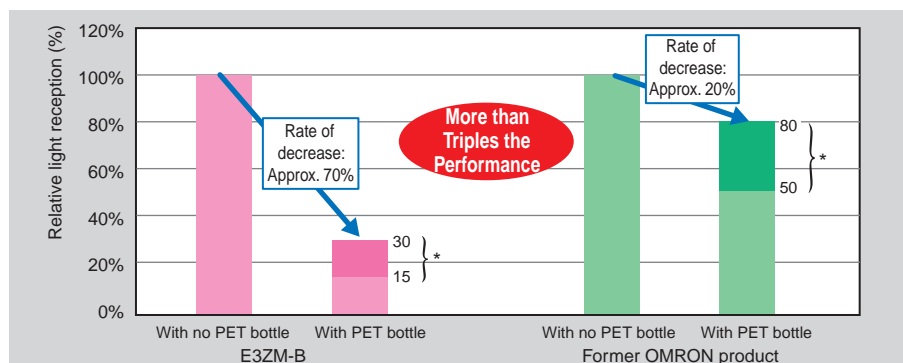 Relative light reception (%)
120%
100%
80%
60%
40%
20%
0%
Rate of
decrease:
Approx. 70%
30
15
*
More than
Triples the
Performance
Rate of
decrease:
Approx. 20%
80
50
*
With no PET bottle
With PET bottle
With no PET bottle
With PET bottle
E3ZM-B
Former OMRON product